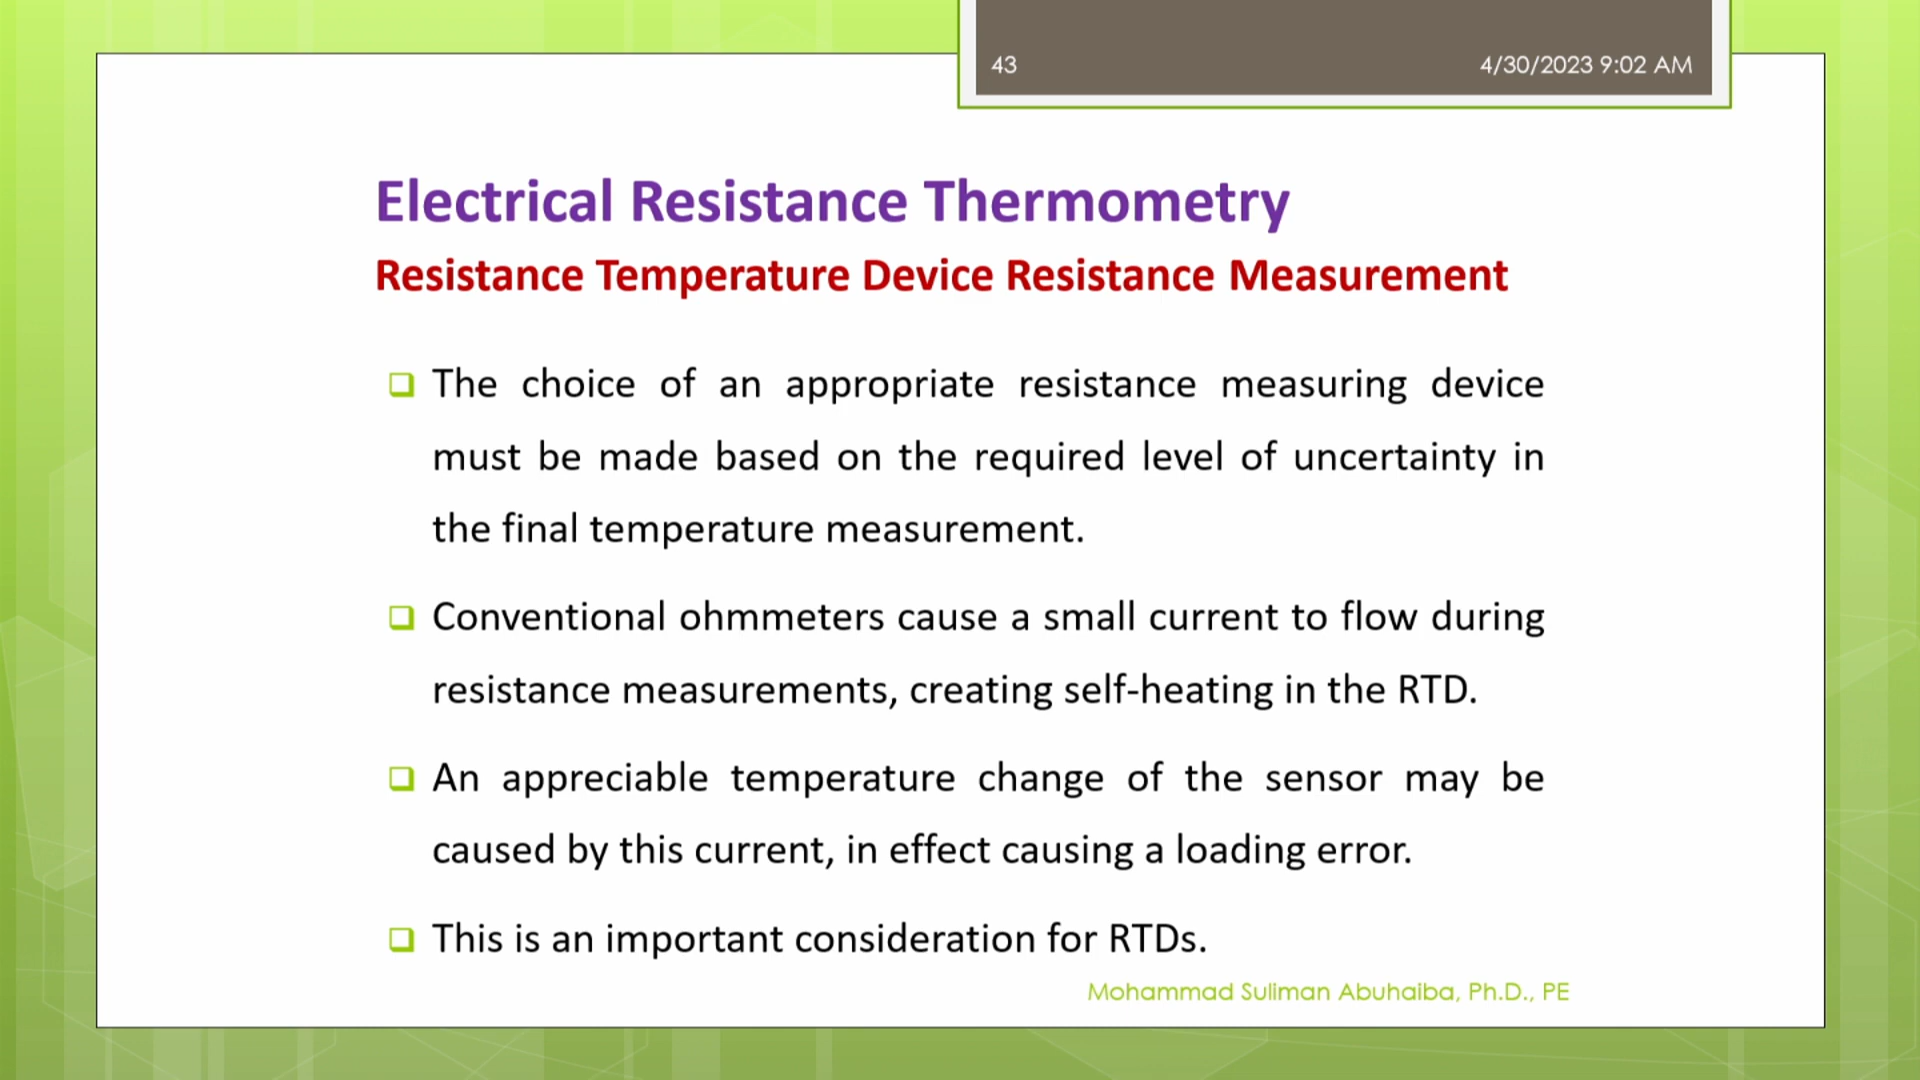 43
4/30/2023 9:02 AM
Electrical Resistance Thermometry
Resistance Temperature Device Resistance Measurement
The choice of an appropriate resistance measuring device
must be made based on the required level of uncertainty in
the final temperature measurement.
Conventional ohmmeters cause a small current to flow during
resistance measurements, creating self-heating in the RTD.
An appreciable temperature change of the sensor may be
caused by this current, in effect causing a loading error.
This is an important consideration for RTDs.
Mohammad Suliman Abuhaiba, Ph.D., PE